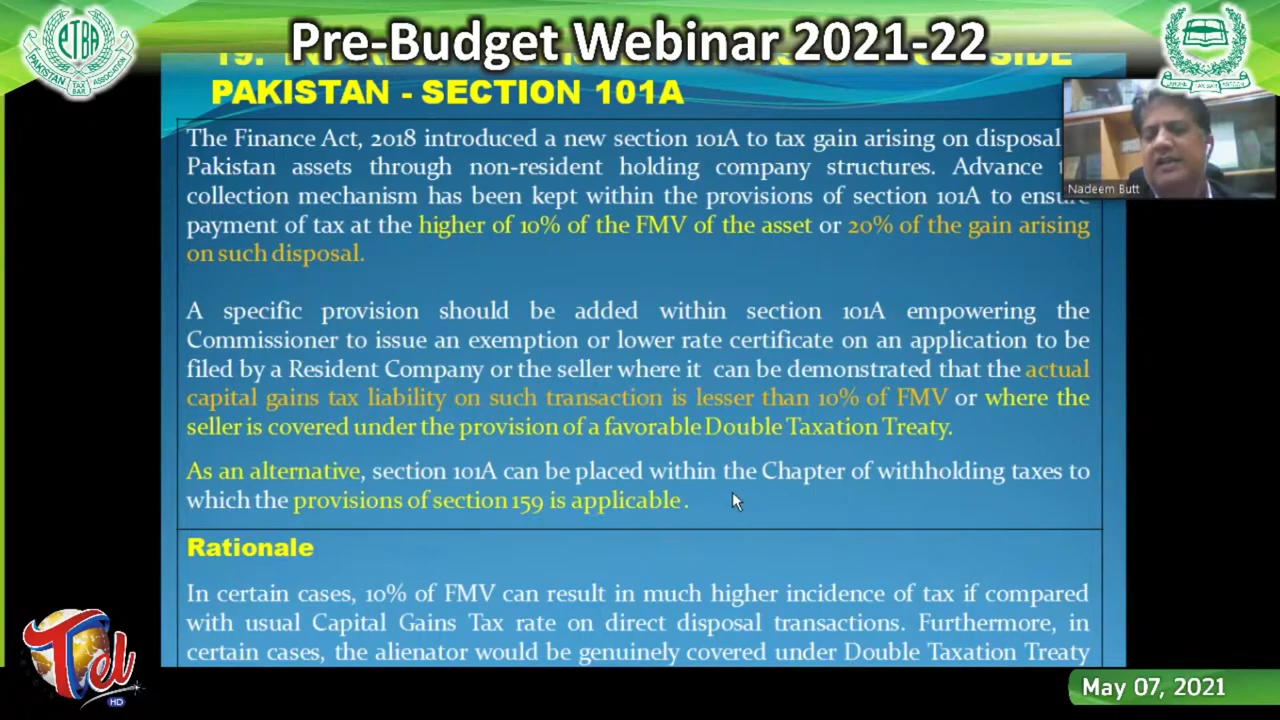 Pre-Budget Webinar 2021-22
PTBA
PAKISTAN TAX BAR ASSOCIATION
19.
SIDE
PAKISTAN - SECTION 101A
The Finance Act, 2018 introduced a new section 101A to tax gain arising on disposal
Pakistan assets through non-resident holding company structures. Advance
collection mechanism has been kept within the provisions of section 101A to ensure
payment of tax at the higher of 10% of the FMV of the asset or 20% of the gain arising
on such disposal.
A specific provision should be added within section 101A empowering the
Commissioner to issue an exemption or lower rate certificate on an application to be
filed by a Resident Company or the seller where it can be demonstrated that the actual
capital gains tax liability on such transaction is lesser than 10% of FMV or where the
seller is covered under the provision of a favorable Double Taxation Treaty.
As an alternative, section 101A can be placed within the Chapter of withholding taxes to
which the provisions of section 159 is applicable.
Rationale
In certain cases, 10% of FMV can result in much higher incidence of tax if compared
with usual Capital Gains Tax rate on direct disposal transactions. Furthermore, in
certain cases, the alienator would be genuinely covered under Double Taxation Treaty
Nadeem Butt
Tel
HD
May 07, 2021